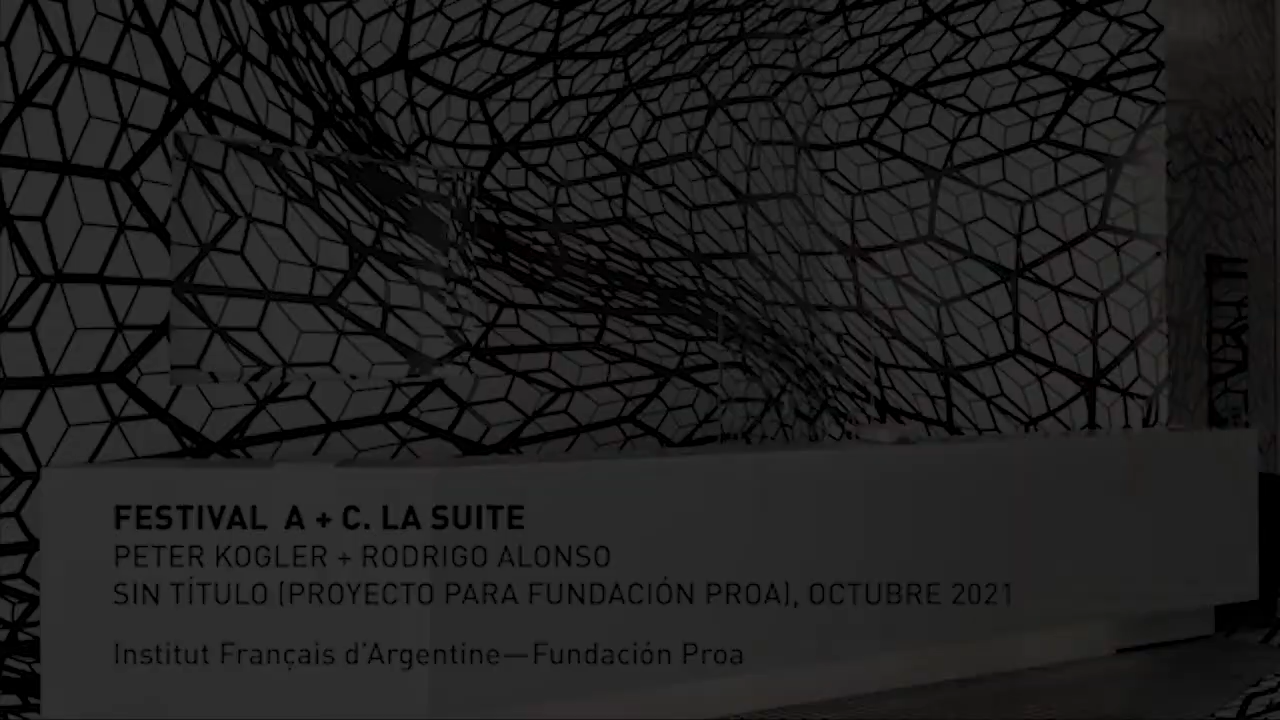 FESTIVAL A + C. LA SUITE
PETER KOGLER + RODRIGO ALONSO
SIN TÍTULO (PROYECTO PARA FUNDACIÓN PROA), OCTUBRE 2021
Institut Français d'Argentine—Fundación Proa